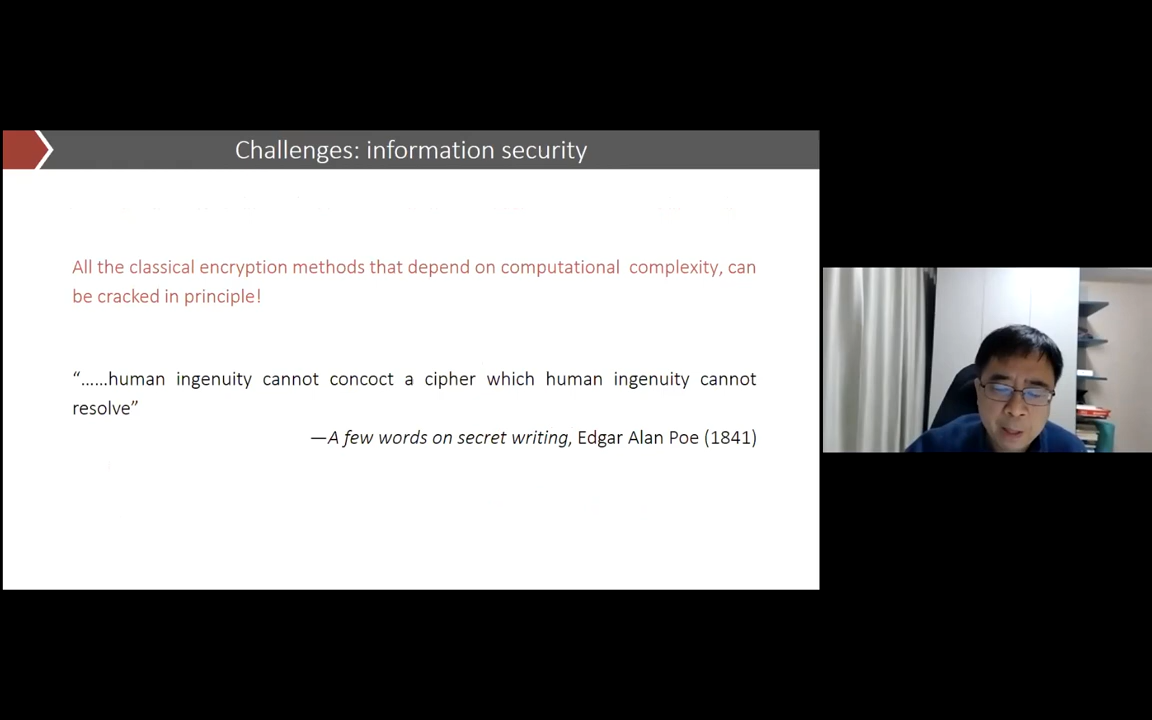 Challenges: information security
All the classical encryption methods that depend on computational complexity, can
be cracked in principle!
“......human ingenuity cannot concoct a cipher which human ingenuity cannot
resolve”
—A few words on secret writing, Edgar Alan Poe (1841)